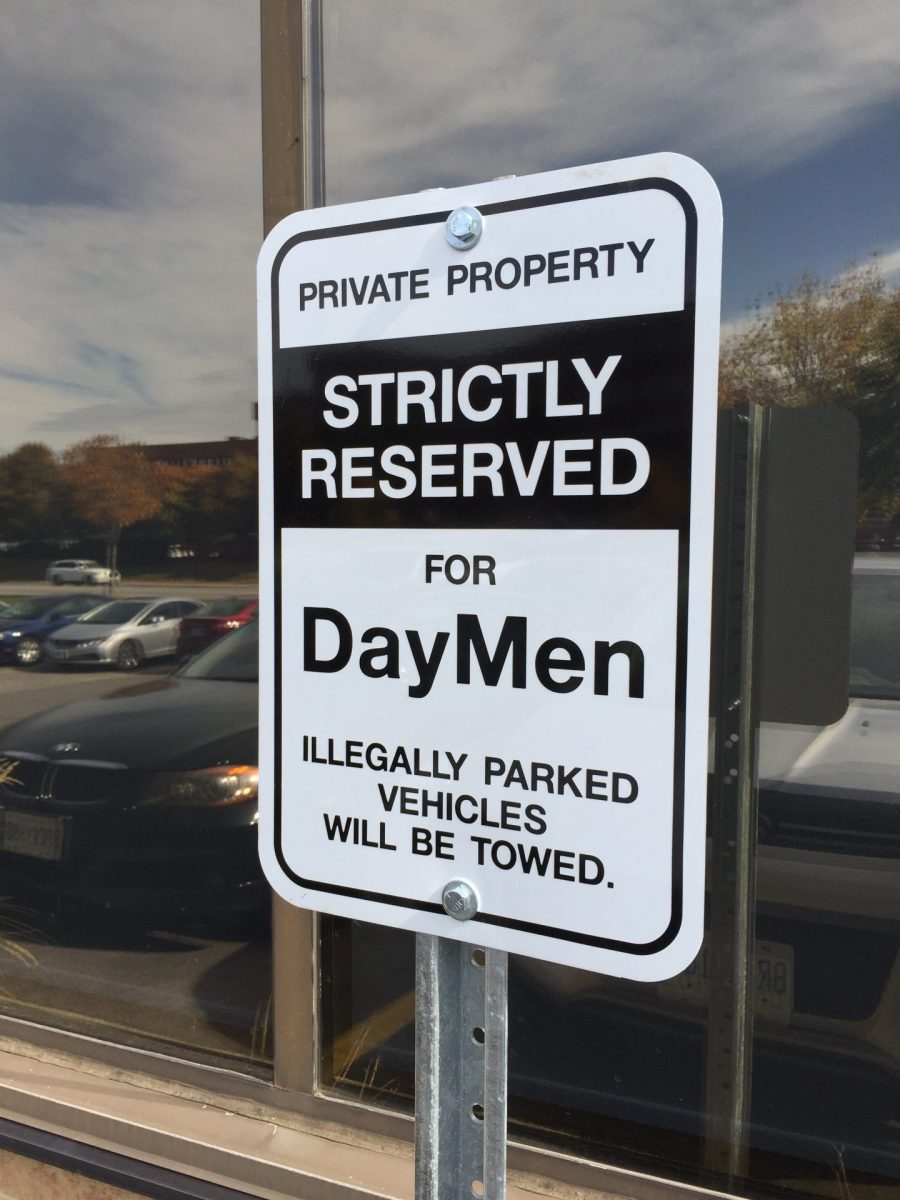 PRIVATE PROPERTY
STRICTLY
RESERVED
FOR
DayMen
ILLEGALLY PARKED
VEHICLES
WILL BE TOWED.